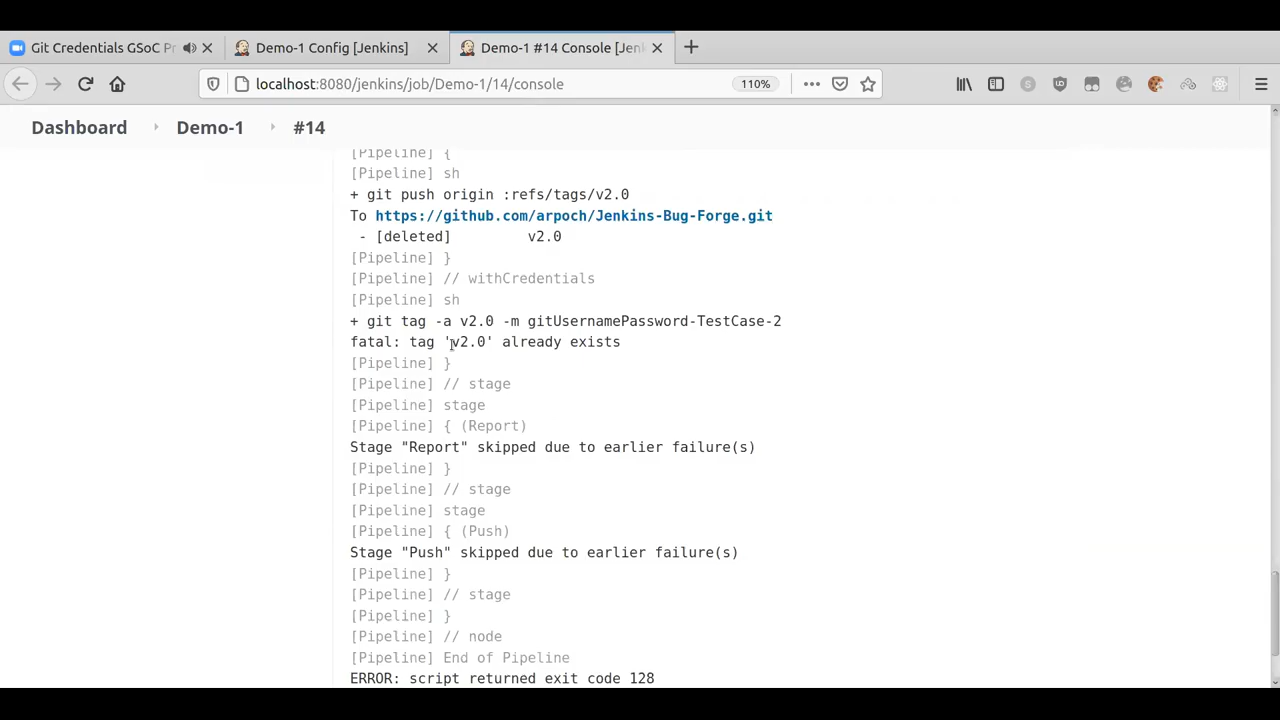 Git Credentials GSoC Pr
Demo-1 Config [Jenkins]
Demo-1 #14 Console [Jenk
localhost:8080/jenkins/job/Demo-1/14/console
110%
Dashboard
Demo-1
#14
[Pipeline] {
[Pipeline] sh
+ git push origin :refs/tags/v2.0
To https://github.com/arpoch/Jenkins-Bug-Forge.git
- [deleted] v2.0
[Pipeline] }
[Pipeline] // withCredentials
[Pipeline] sh
+ git tag -a v2.0 -m gitUsernamePassword-TestCase-2
fatal: tag 'v2.0' already exists
[Pipeline] }
[Pipeline] // stage
[Pipeline] stage
[Pipeline] { (Report)
Stage "Report" skipped due to earlier failure(s)
[Pipeline] }
[Pipeline] // stage
[Pipeline] stage
[Pipeline] { (Push)
Stage "Push" skipped due to earlier failure(s)
[Pipeline] }
[Pipeline] // stage
[Pipeline] }
[Pipeline] // node
[Pipeline] End of Pipeline
ERROR: script returned exit code 128